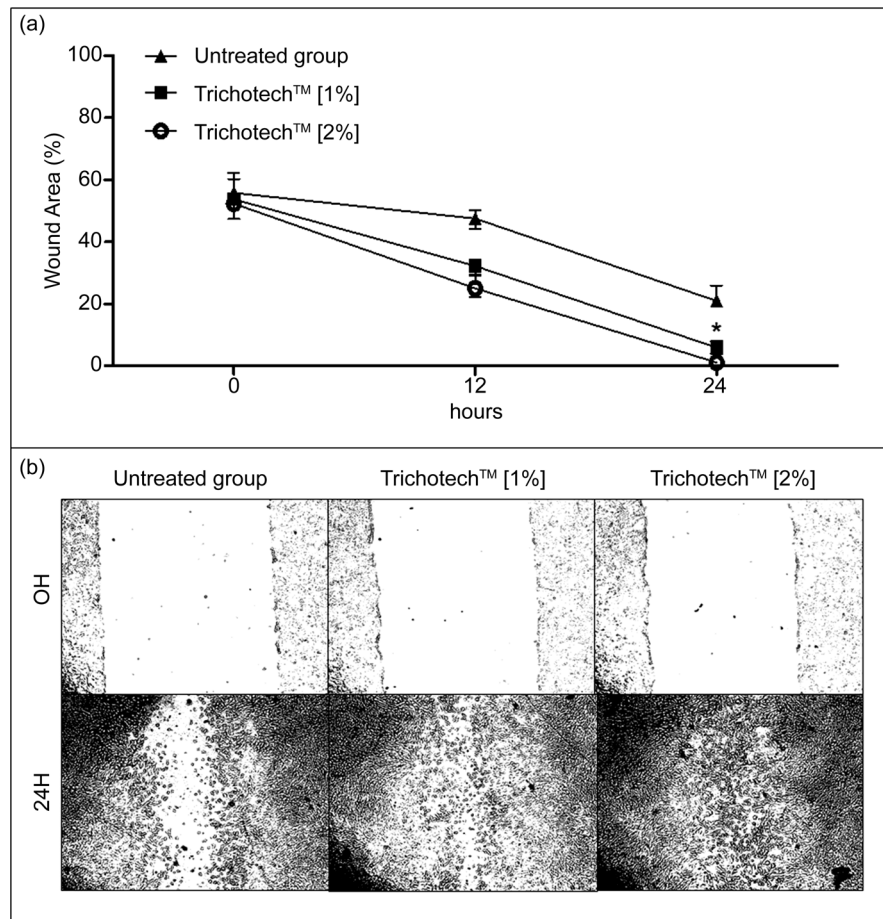 (a)
100
80
60
40
20
0
Wound Area (%)
Untreated group
Trichotech™ [1%]
Trichotech™ [2%]
*
0 12 24
hours
(b)
Untreated group Trichotech™ [1%] Trichotech™ [2%]
OH
24H